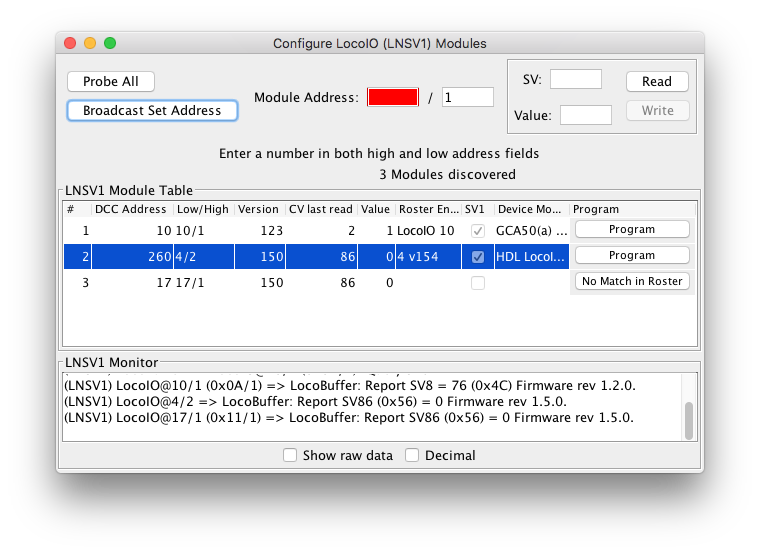 Configure LocoIO (LNSV1) Modules
Probe All
Broadcast Set Address
Module Address: / 1
SV: Read
Value: Write
Enter a number in both high and low address fields
3 Modules discovered
LNSV1 Module Table
# DCC Address Low/High Version CV last read Value Roster En... SV1 Device Mo... Program
1 10 10/1 123 2 1 LocoIO 10 GCA50(a) ... Program
2 260 4/2 150 86 0 4 v154 HDL LocoI... Program
3 17 17/1 150 86 0 No Match in Roster
LNSV1 Monitor
(LNSV1) LocoIO@10/1 (0x0A/1) => LocoBuffer: Report SV8 = 76 (0x4C) Firmware rev 1.2.0.
(LNSV1) LocoIO@4/2 => LocoBuffer: Report SV86 (0x56) = 0 Firmware rev 1.5.0.
(LNSV1) LocoIO@17/1 (0x11/1) => LocoBuffer: Report SV86 (0x56) = 0 Firmware rev 1.5.0.
Show raw data Decimal